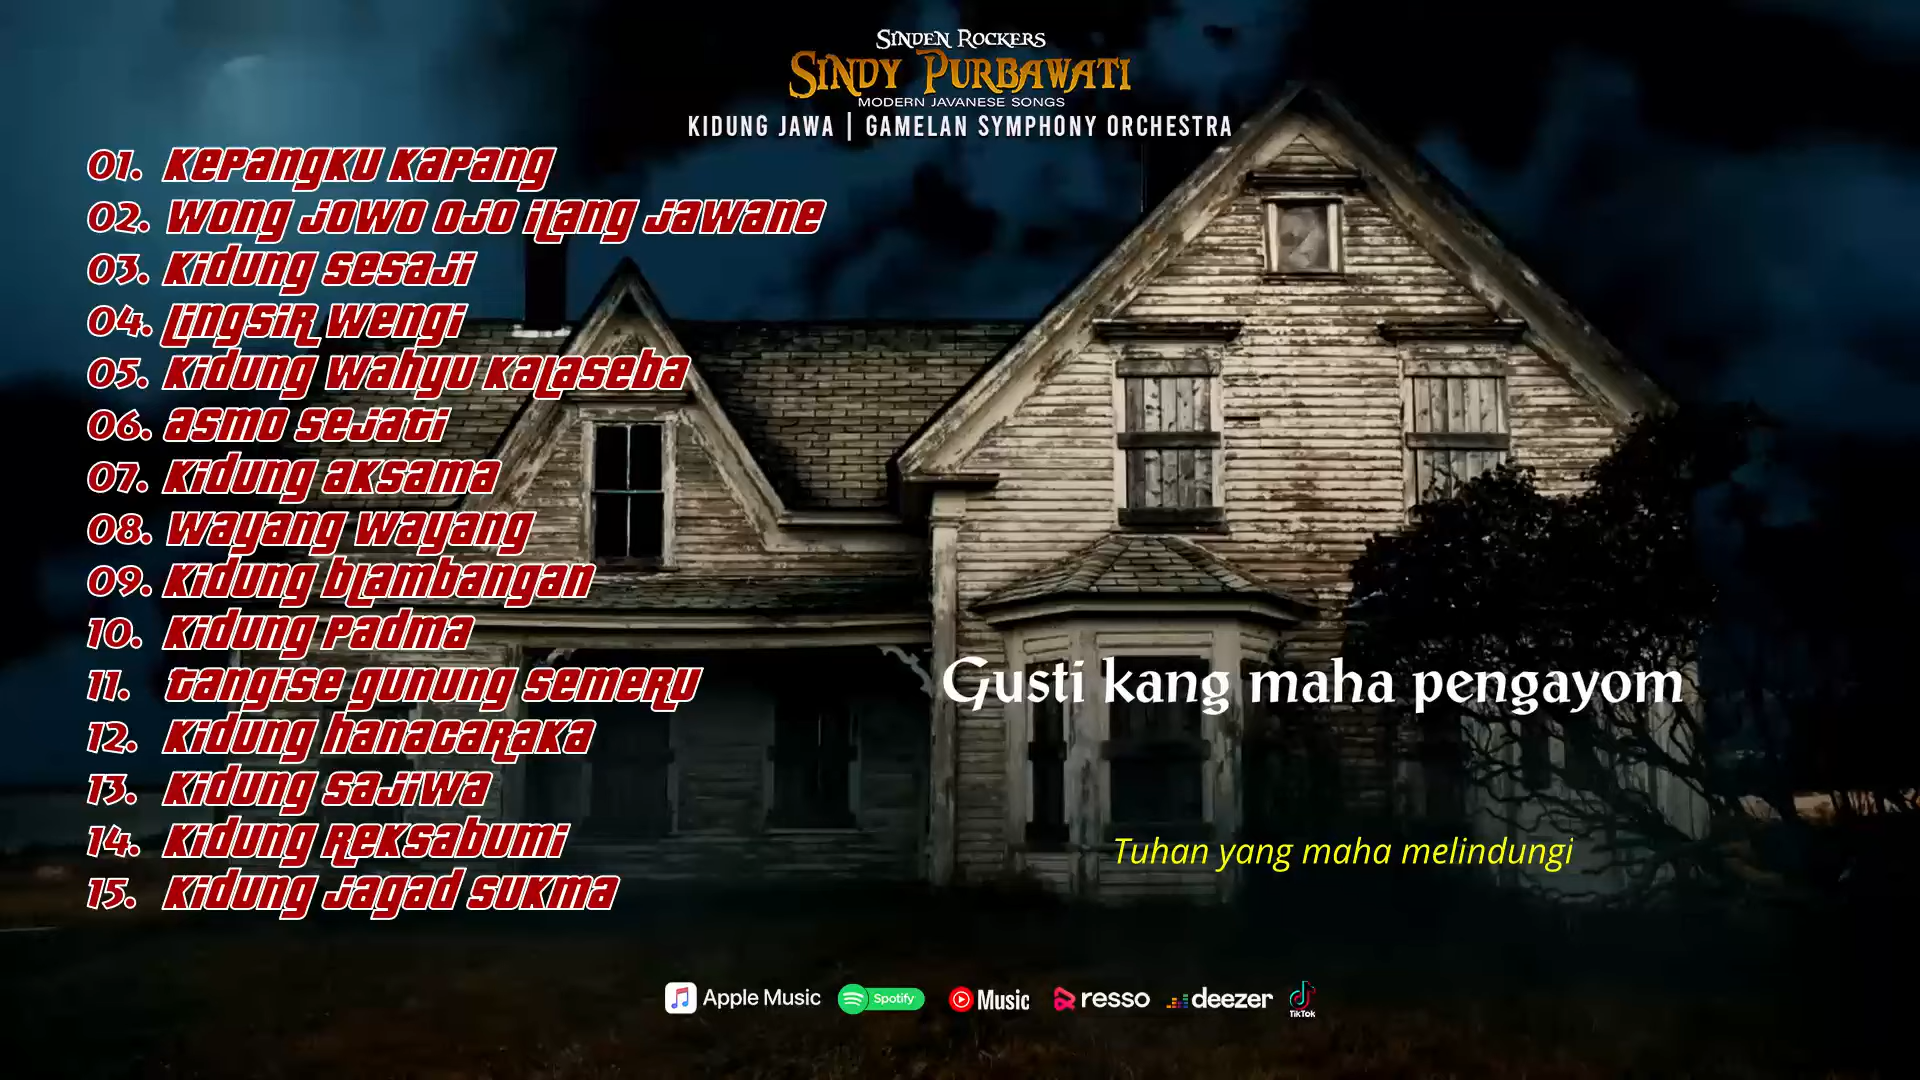 SINDEN ROCKERS
SINDY PURBAWATI
MODERN JAVANESE SONGS
KIDUNG JAWA | GAMELAN SYMPHONY ORCHESTRA
01. Kepangku Kapang
02. Wong Jowo Ojo Ilang Jawane
03. Kidung Sesaji
04. Lingsir Wengi
05. Kidung Wahyu Kalaseba
06. Asmo Sejati
07. Kidung Aksama
08. Wayang Wayang
09. Kidung Blambangan
10. Kidung Padma
11. Tangise Gunung Semeru
12. Kidung Hanacaraka
13. Kidung Sajiwa
14. Kidung Reksabumi
15. Kidung Jagad Sukma
Gusti kang maha pengayom
Tuhan yang maha melindungi
Apple Music Spotify Music resso deezer TikTok